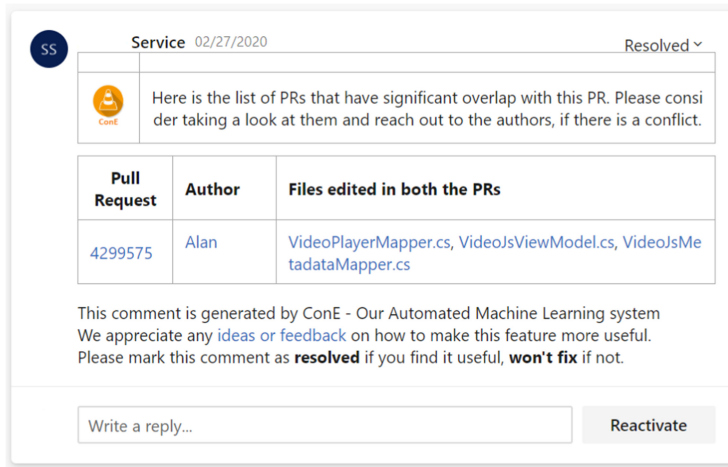 SS
Service 02/27/2020
Resolved
ConE
Here is the list of PRs that have significant overlap with this PR. Please consi
der taking a look at them and reach out to the authors, if there is a conflict.
Pull
Request
Author
Files edited in both the PRs
4299575
Alan
VideoPlayerMapper.cs, VideoJsViewModel.cs, VideoJsMe
tadataMapper.cs
This comment is generated by ConE - Our Automated Machine Learning system
We appreciate any ideas or feedback on how to make this feature more useful.
Please mark this comment as resolved if you find it useful, won't fix if not.
Write a reply...
Reactivate